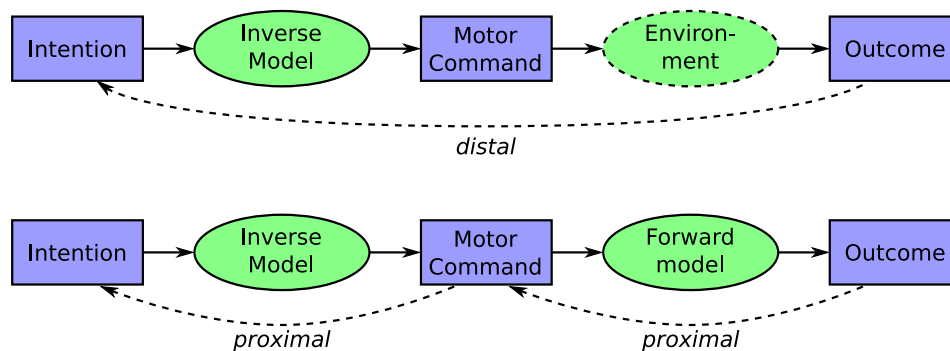 Intention
Inverse
Model
Motor
Command
Environ-
ment
Outcome
distal
Intention
Inverse
Model
Motor
Command
Forward
model
Outcome
proximal
proximal